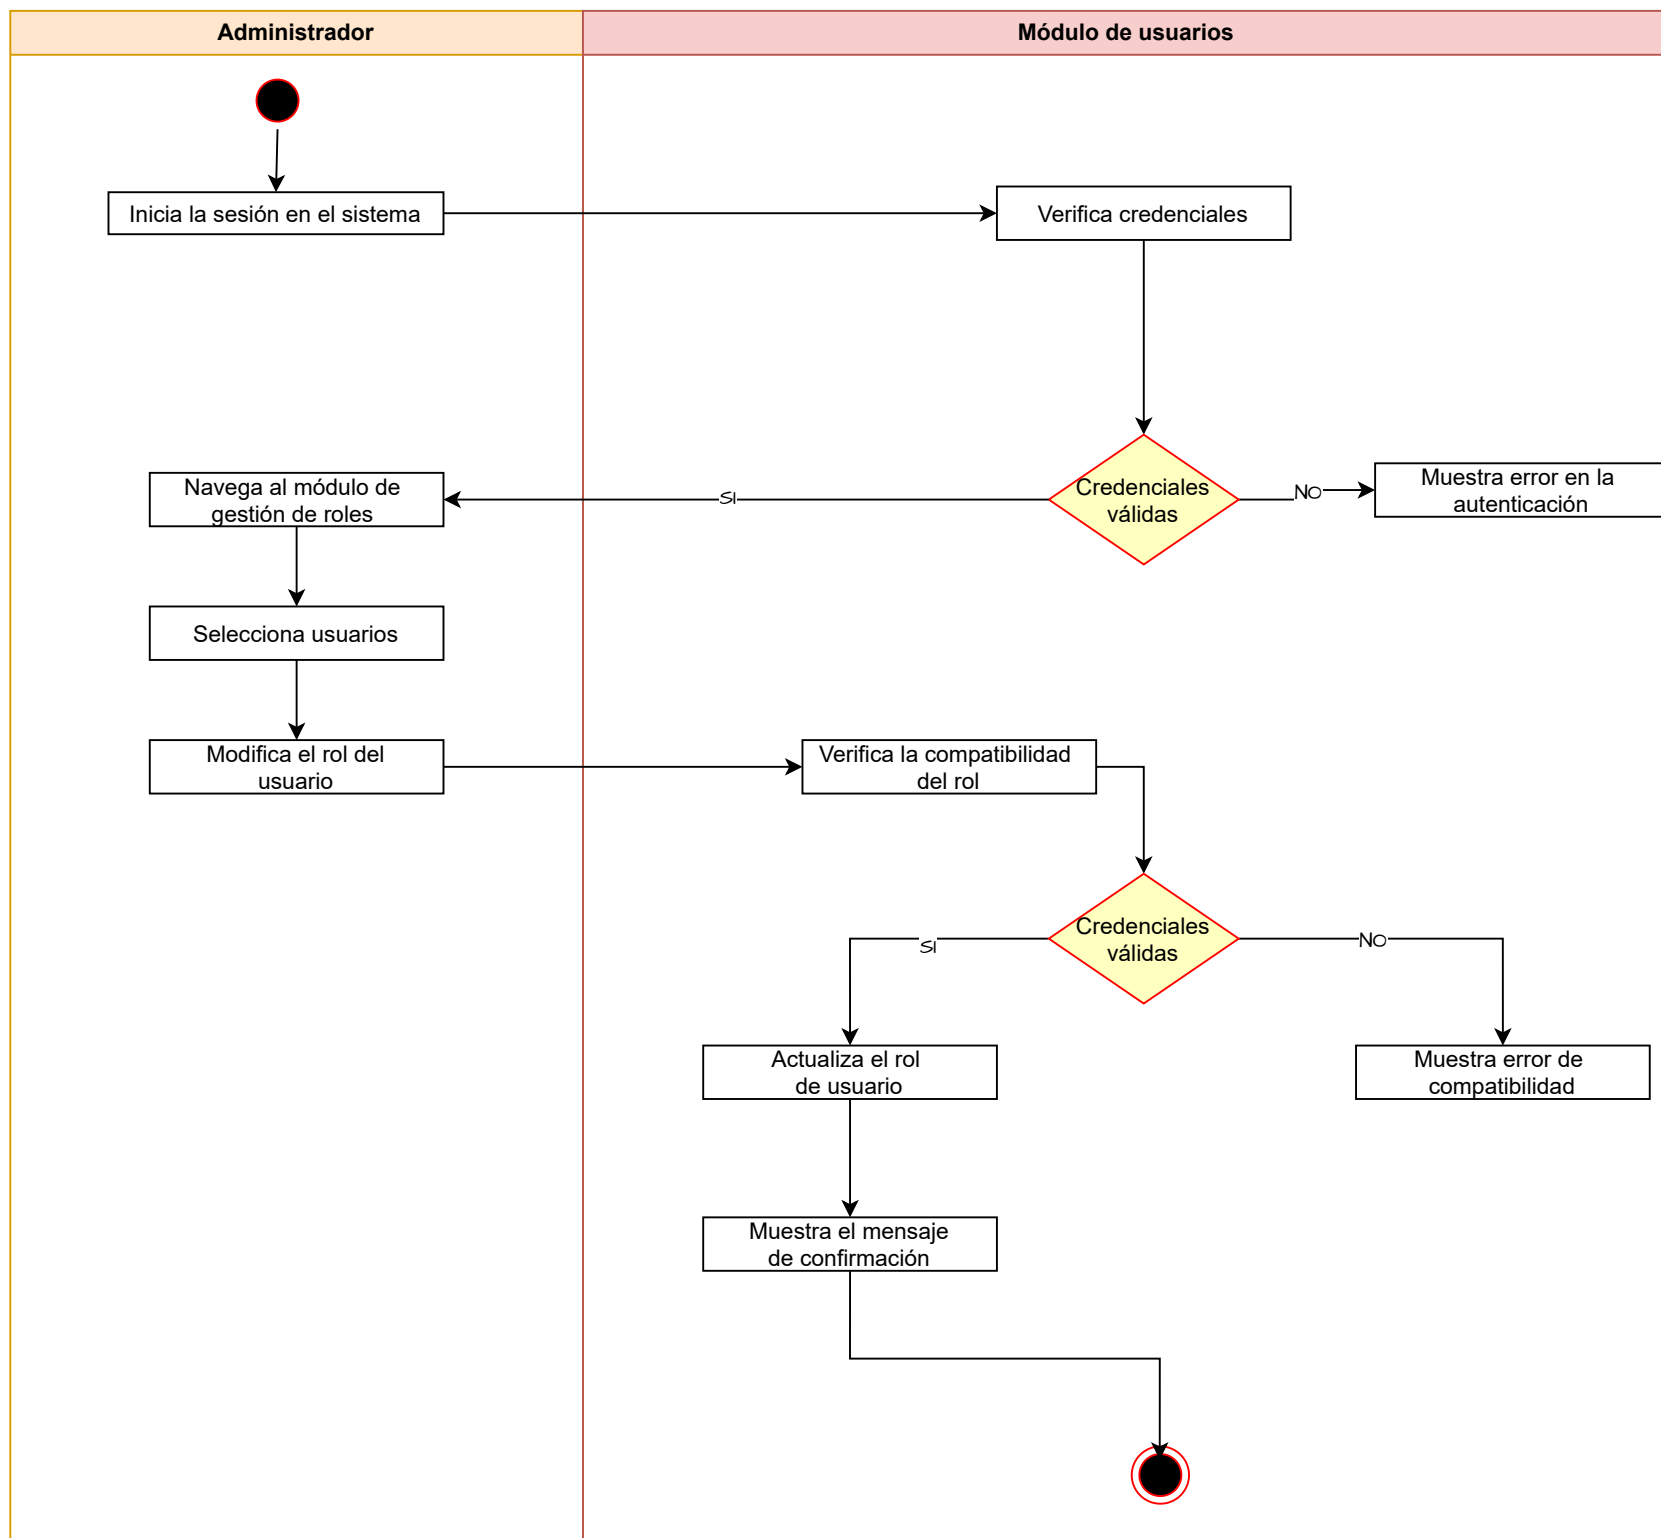 Administrador
Módulo de usuarios
Inicia la sesión en el sistema
Verifica credenciales
Credenciales
válidas
SI
NO
Muestra error en la
autenticación
Navega al módulo de
gestión de roles
Selecciona usuarios
Modifica el rol del
usuario
Verifica la compatibilidad
del rol
Credenciales
válidas
SI
NO
Actualiza el rol
de usuario
Muestra error de
compatibilidad
Muestra el mensaje
de confirmación